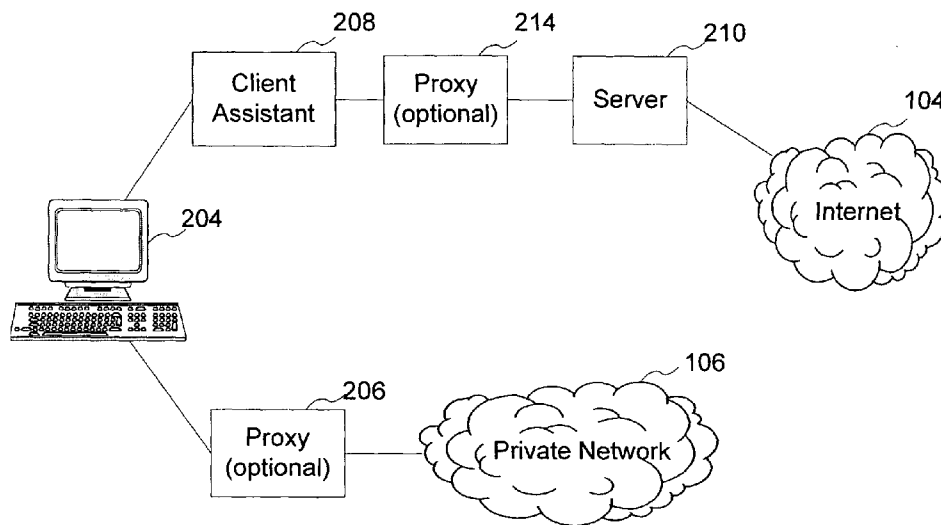 208
214
210
Client
Assistant
Proxy
(optional)
Server
104
Internet
204
206
106
Proxy
(optional)
Private Network